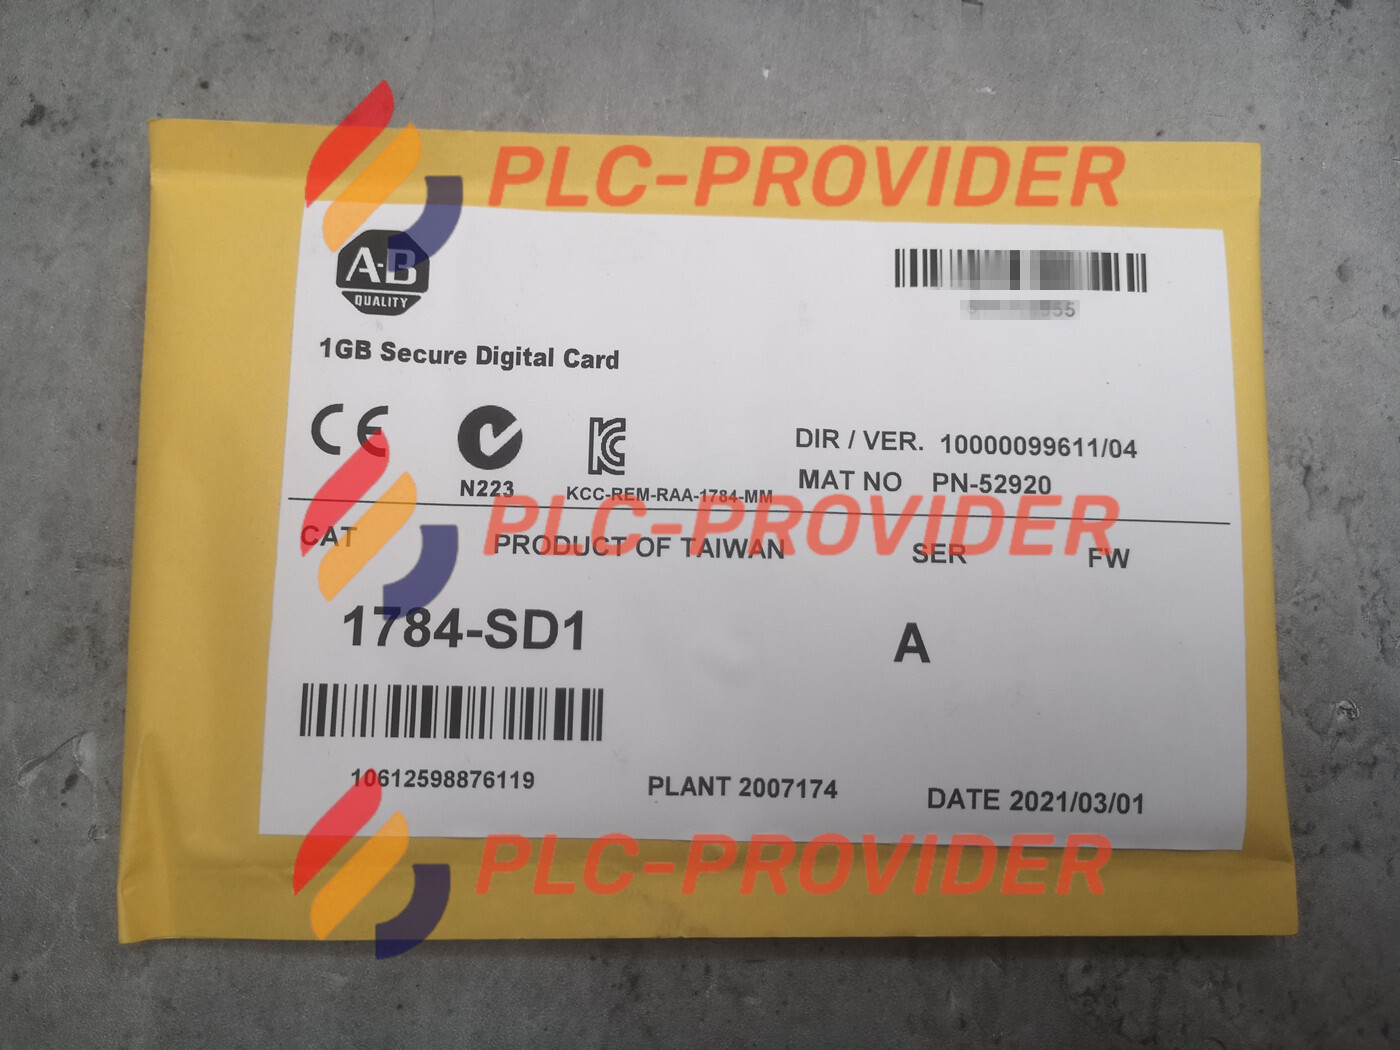 PLC-PROVIDER
A-B
QUALITY
1GB Secure Digital Card
CE
N223
KCC-REM-RAA-1784-MM
DIR / VER. 10000099611/04
MAT NO PN-52920
PLC-PROVIDER
CAT PRODUCT OF TAIWAN SER FW
1784-SD1 A
10612598876119 PLANT 2007174 DATE 2021/03/01
PLC-PROVIDER